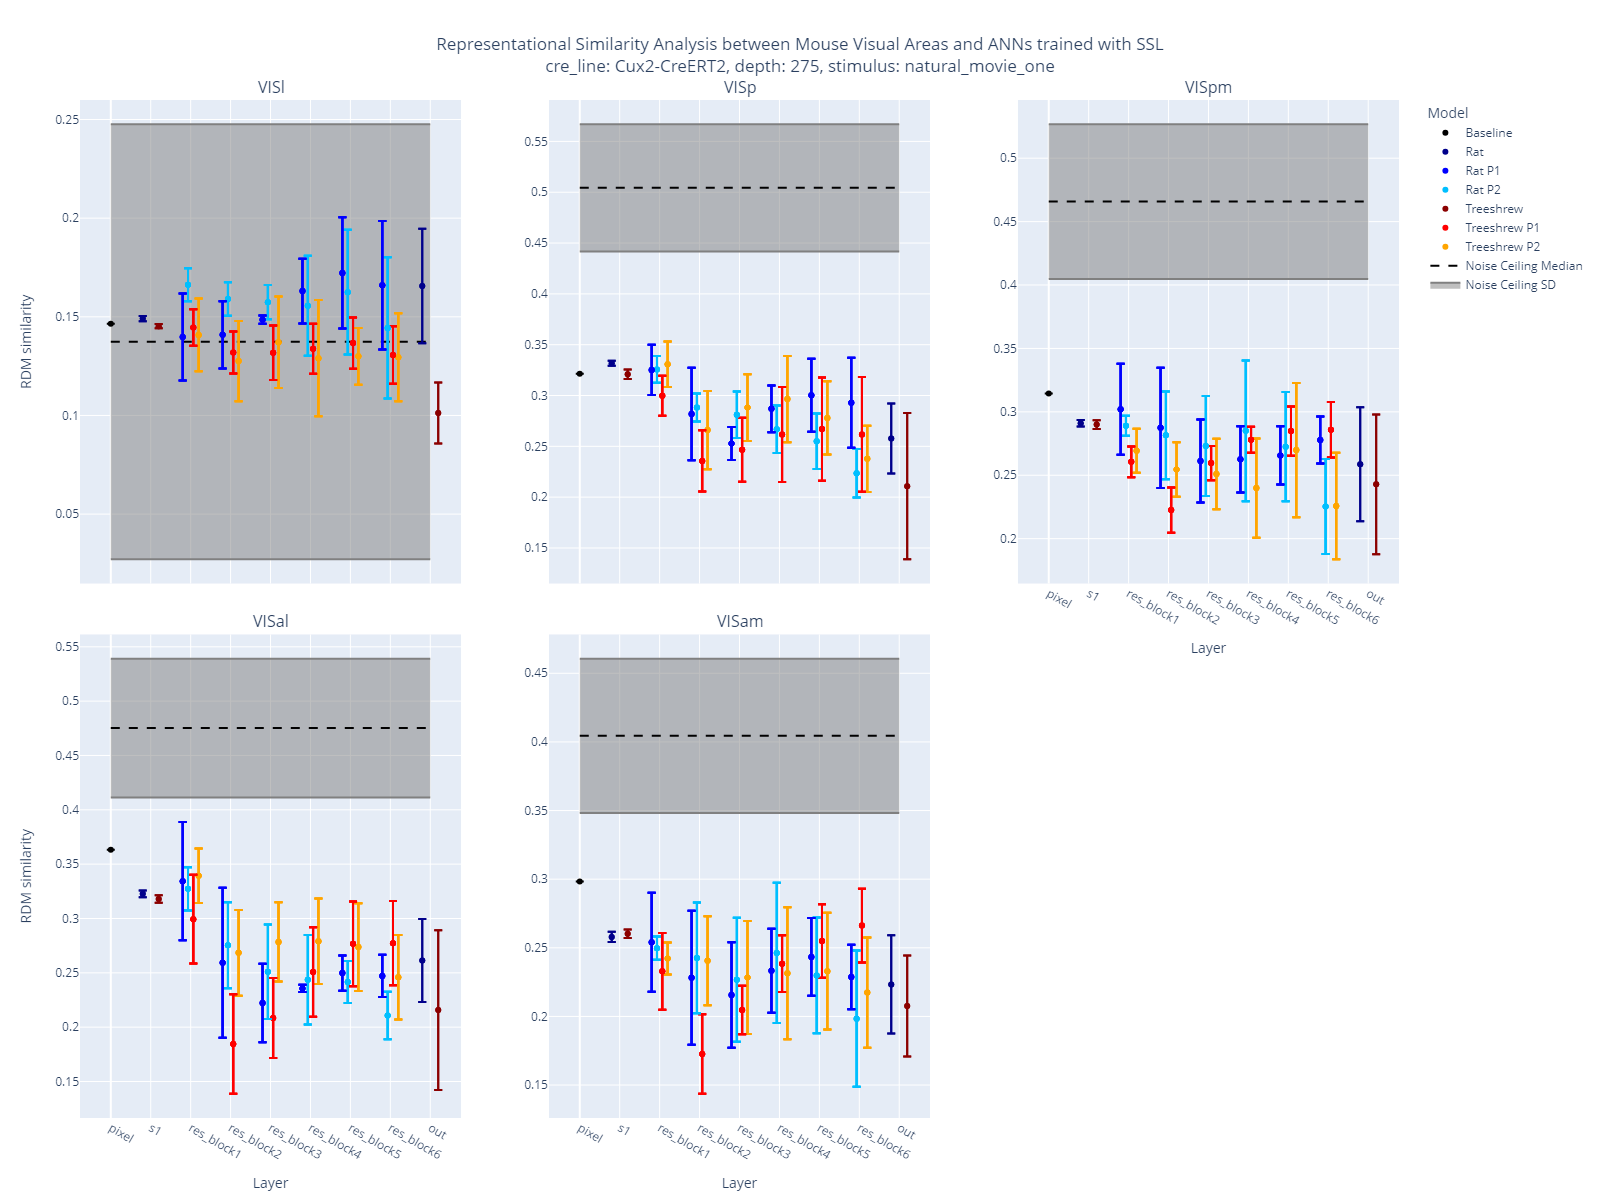 Representational Similarity Analysis between Mouse Visual Areas and ANNs trained with SSL
cre_line: Cux2-CreERT2, depth: 275, stimulus: natural_movie_one
VISl
VISp
VISpm
RDM similarity
0.25
0.2
0.15
0.1
0.05
0.55
0.5
0.45
0.4
0.35
0.3
0.25
0.2
0.15
0.5
0.45
0.4
0.35
0.3
0.25
0.2
pixel
s1
res_block1
res_block2
res_block3
res_block4
res_block5
res_block6
out
Layer
Model
Baseline
Rat
Rat P1
Rat P2
Treeshrew
Treeshrew P1
Treeshrew P2
Noise Ceiling Median
Noise Ceiling SD
VISal
VISam
RDM similarity
0.55
0.5
0.45
0.4
0.35
0.3
0.25
0.2
0.15
pixel
s1
res_block1
res_block2
res_block3
res_block4
res_block5
res_block6
out
Layer
0.45
0.4
0.35
0.3
0.25
0.2
0.15
pixel
s1
res_block1
res_block2
res_block3
res_block4
res_block5
res_block6
out
Layer